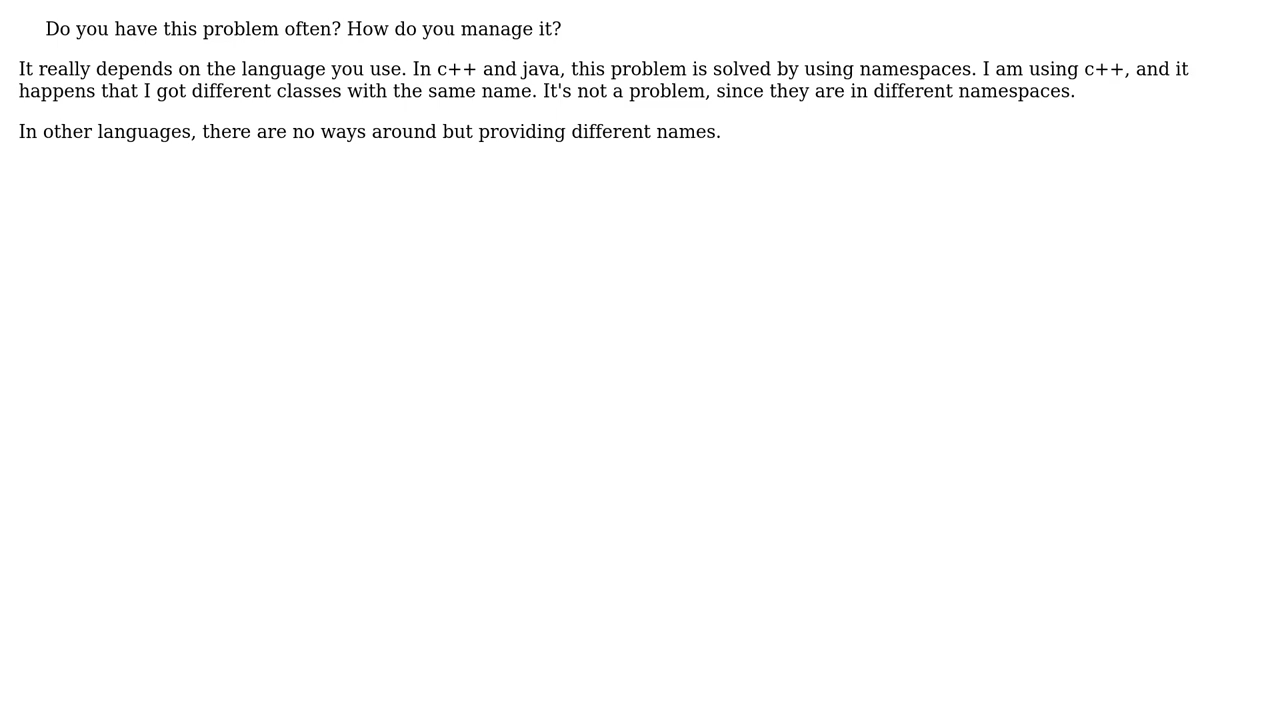 Do you have this problem often? How do you manage it?
It really depends on the language you use. In c++ and java, this problem is solved by using namespaces. I am using c++, and it
happens that I got different classes with the same name. It's not a problem, since they are in different namespaces.
In other languages, there are no ways around but providing different names.